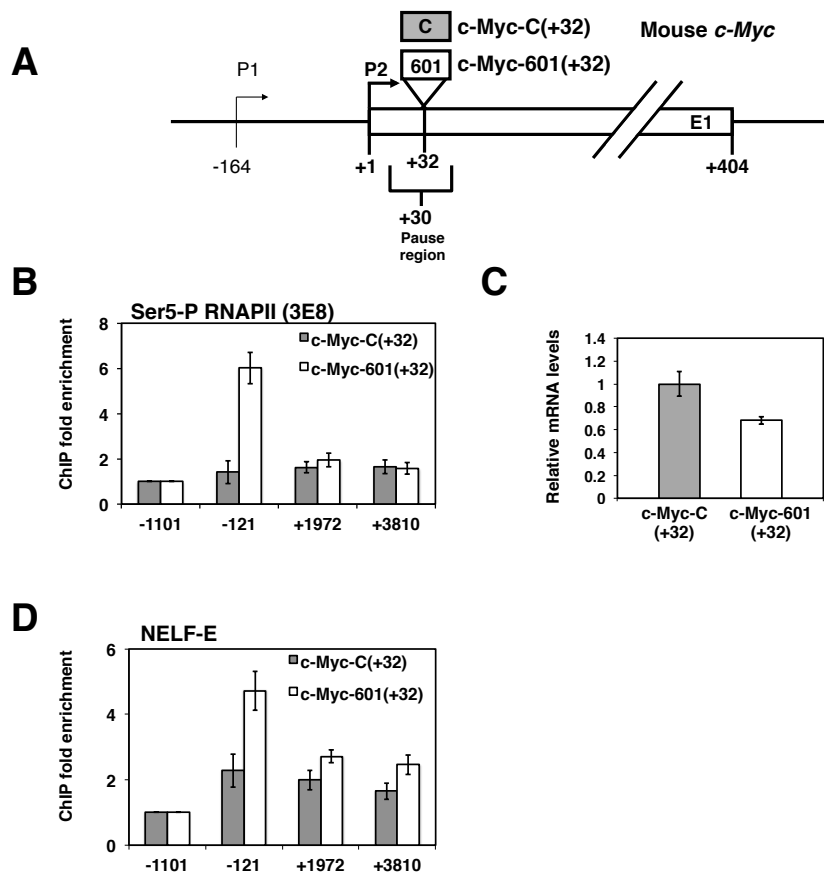 A
C
c-Myc-C(+32)
Mouse c-Myc
601
c-Myc-601(+32)
P1
P2
E1
-164
+1
+32
+404
+30
Pause
region
B
Ser5-P RNAPII (3E8)
ChIP fold enrichment
8
6
4
2
0
c-Myc-C(+32)
c-Myc-601(+32)
-1101
-121
+1972
+3810
C
Relative mRNA levels
1.4
1.2
1
0.8
0.6
0.4
0.2
0
c-Myc-C
(+32)
c-Myc-601
(+32)
D
NELF-E
ChIP fold enrichment
6
4
2
0
c-Myc-C(+32)
c-Myc-601(+32)
-1101
-121
+1972
+3810